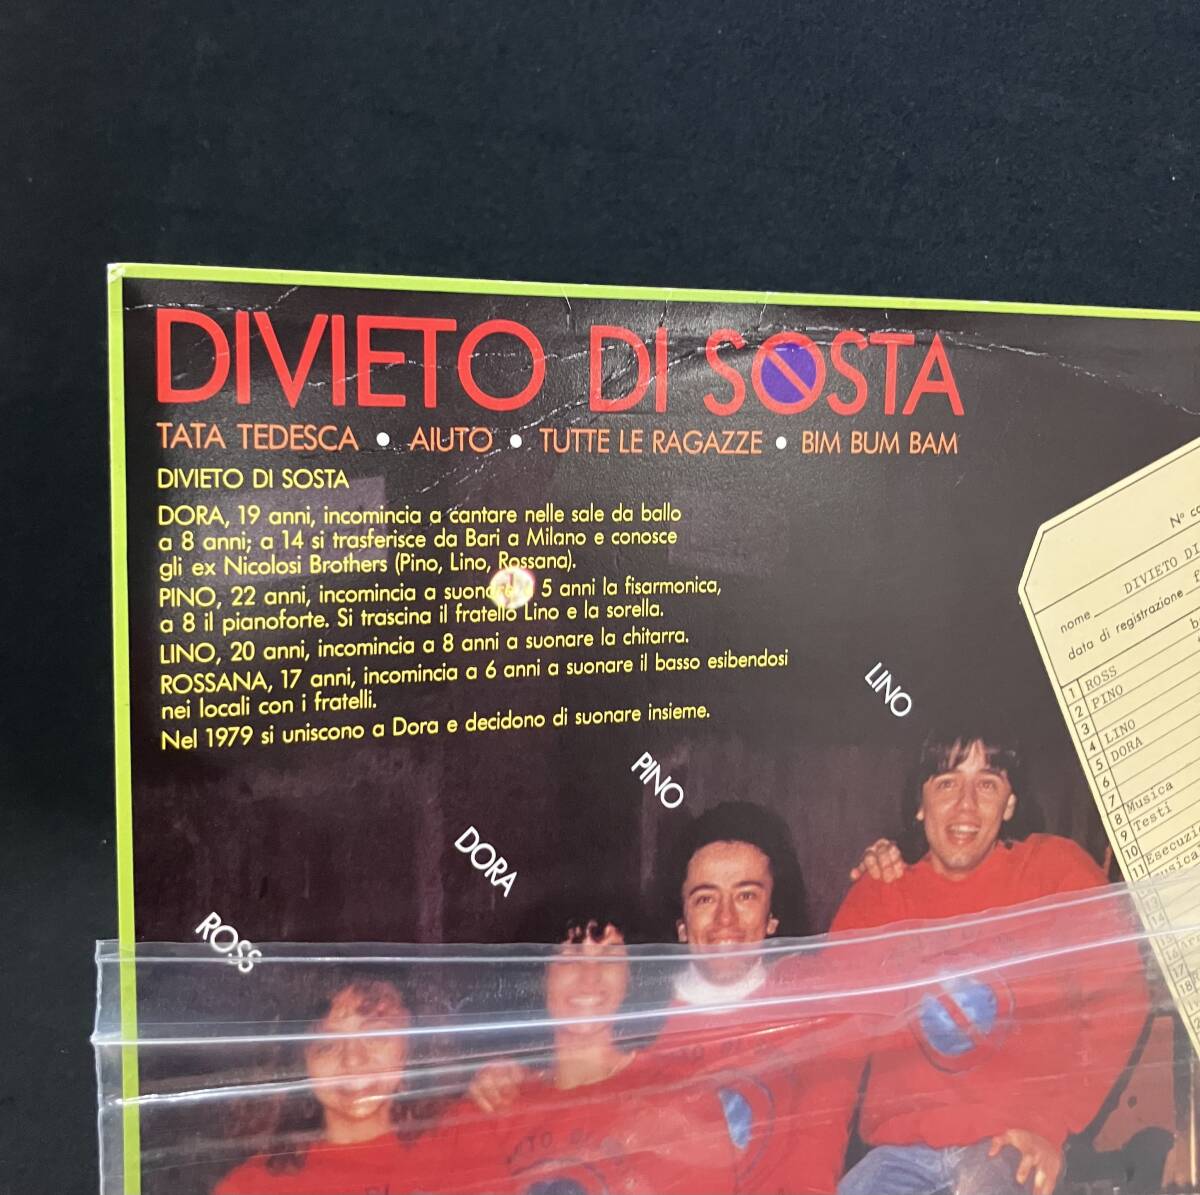 DIVIETO DI SOSTA
TATA TEDESCA • AIUTO • TUTTE LE RAGAZZE • BIM BUM BAM
DIVIETO DI SOSTA
DORA, 19 anni, incomincia a cantare nelle sale da ballo
a 8 anni; a 14 si trasferisce da Bari a Milano e conosce
gli ex Nicolosi Brothers (Pino, Lino, Rossana).
PINO, 22 anni, incomincia a 5 anni la fisarmonica,
a 8 il pianoforte. Si trascina il fratello Lino e la sorella.
LINO, 20 anni, incomincia a 8 anni a suonare la chitarra.
ROSSANA, 17 anni, incomincia a 6 anni a suonare il basso esibendosi
nei locali con i fratelli.
Nel 1979 si uniscono a Dora e decidono di suonare insieme.
LINO
PINO
DORA
ROSS
N°
nome DIVIETO DI
data di registrazione
1 ROSS
2 PINO
3
4 LINO
5 DORA
6
7
8 Musica
9 Testi
10
11
13
14
17
18